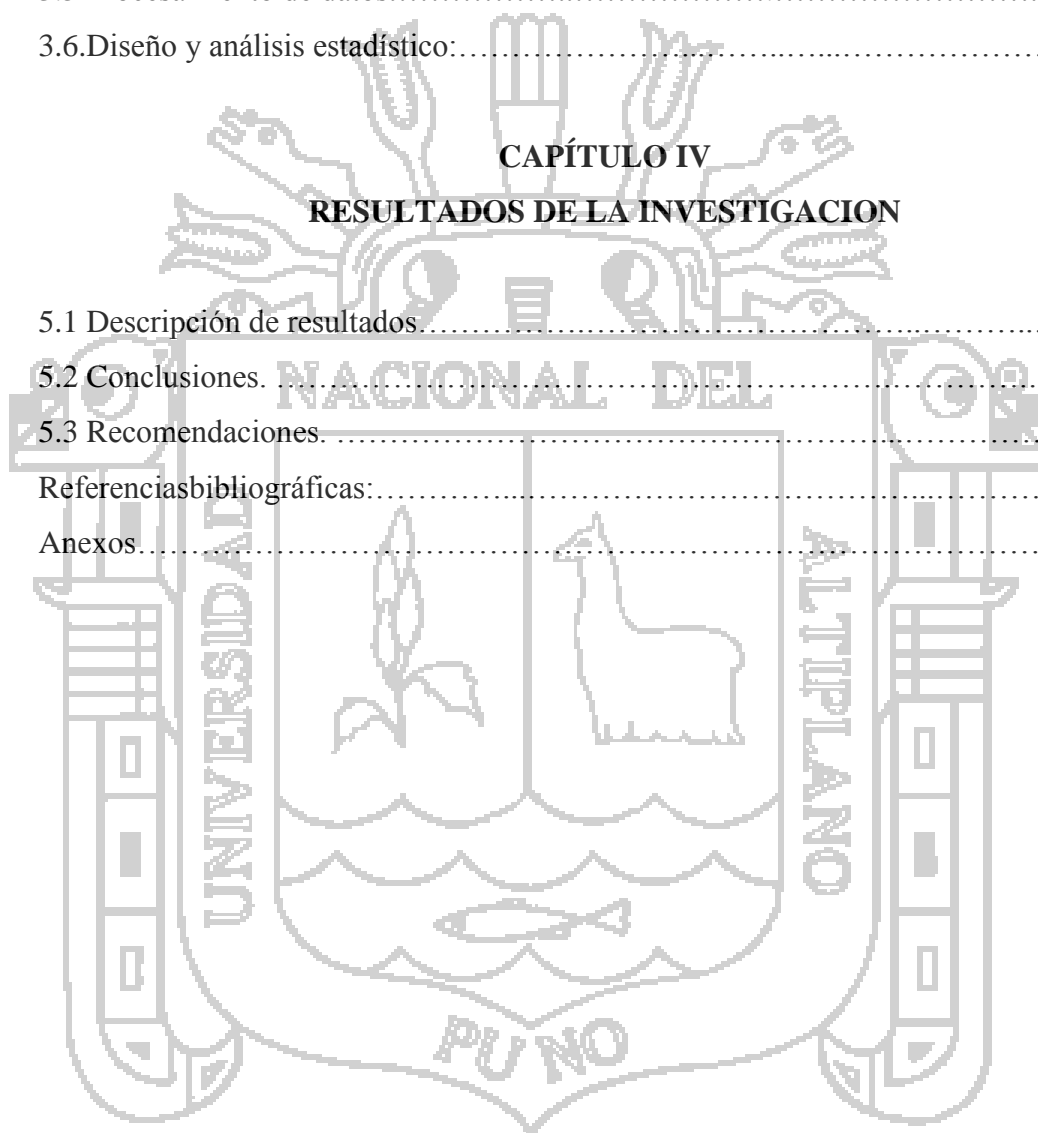 3.6.Diseño y análisis estadístico:……………………………...…...………………
CAPÍTULO IV
RESULTADOS DE LA INVESTIGACION
5.1 Descripción de resultados……………..……………………………..………..
5.2 Conclusiones. ………………………………………………………………
5.3 Recomendaciones. ……………………………………………………………
Referenciasbibliográficas:…………...……………………………………..…………
Anexos…………………………………………………………………………
UNIVERSIDAD
NACIONAL DEL
ALTIPLANO
PUNO